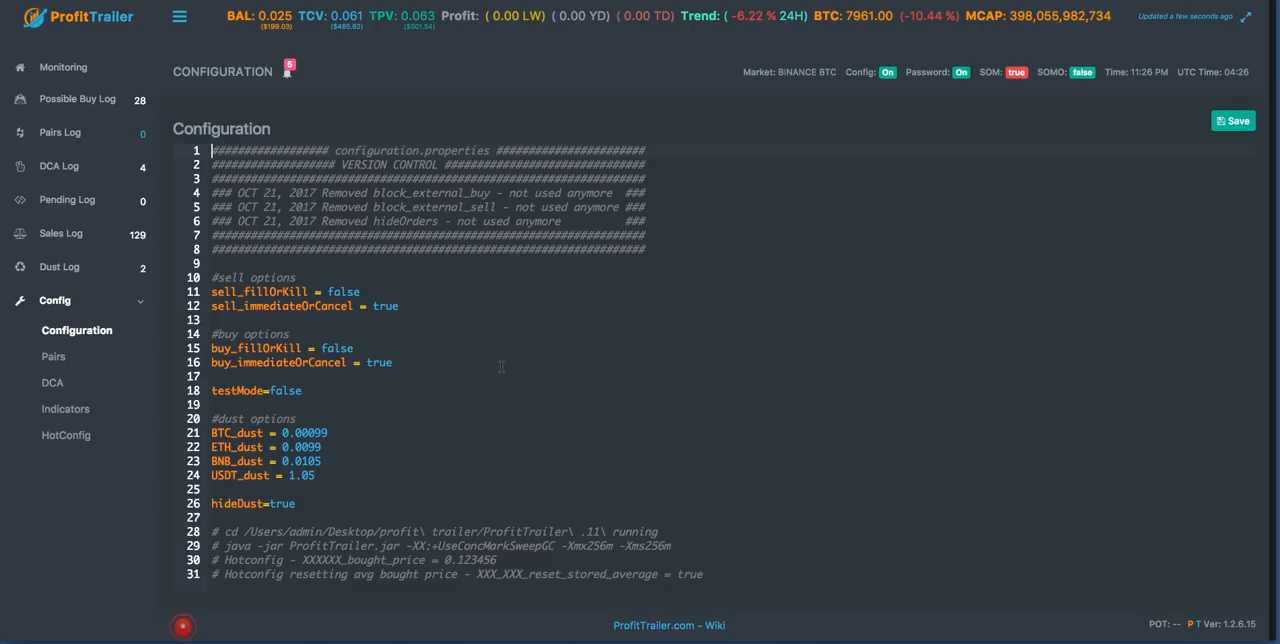 ProfitTrailer
BAL: 0.025 TCV: 0.061 TPV: 0.063 Profit: ( 0.00 LW) ( 0.00 YD) ( 0.00 TD) Trend: ( -6.22 % 24H) BTC: 7961.00 (-10.44 %) MCAP: 398,055,982,734
($199.03) ($485.62) ($501.54)
Updated a few seconds ago
Monitoring
Possible Buy Log 28
Pairs Log 0
DCA Log 4
Pending Log 0
Sales Log 129
Dust Log 2
Config
Configuration
Pairs
DCA
Indicators
HotConfig
CONFIGURATION 5
Market: BINANCE BTC Config: On Password: On SOM: true SOMO: false Time: 11:26 PM UTC Time: 04:26
Configuration
Save
1 ################## configuration.properties #######################
2 ################### VERSION CONTROL ###############################
3 ###################################################################
4 ### OCT 21, 2017 Removed block_external_buy - not used anymore ###
5 ### OCT 21, 2017 Removed block_external_sell - not used anymore ###
6 ### OCT 21, 2017 Removed hideOrders - not used anymore ###
7 ###################################################################
8 ###################################################################
9
10 #sell options
11 sell_fillOrKill = false
12 sell_immediateOrCancel = true
13
14 #buy options
15 buy_fillOrKill = false
16 buy_immediateOrCancel = true
17
18 testMode=false
19
20 #dust options
21 BTC_dust = 0.00099
22 ETH_dust = 0.0099
23 BNB_dust = 0.0105
24 USDT_dust = 1.05
25
26 hideDust=true
27
28 # cd /Users/admin/Desktop/profit\ trailer/ProfitTrailer\ .11\ running
29 # java -jar ProfitTrailer.jar -XX:+UseConcMarkSweepGC -Xmx256m -Xms256m
30 # Hotconfig - XXXXXX_bought_price = 0.123456
31 # Hotconfig resetting avg bought price - XXX_XXX_reset_stored_average = true
ProfitTrailer.com - Wiki
POT: -- P T Ver: 1.2.6.15